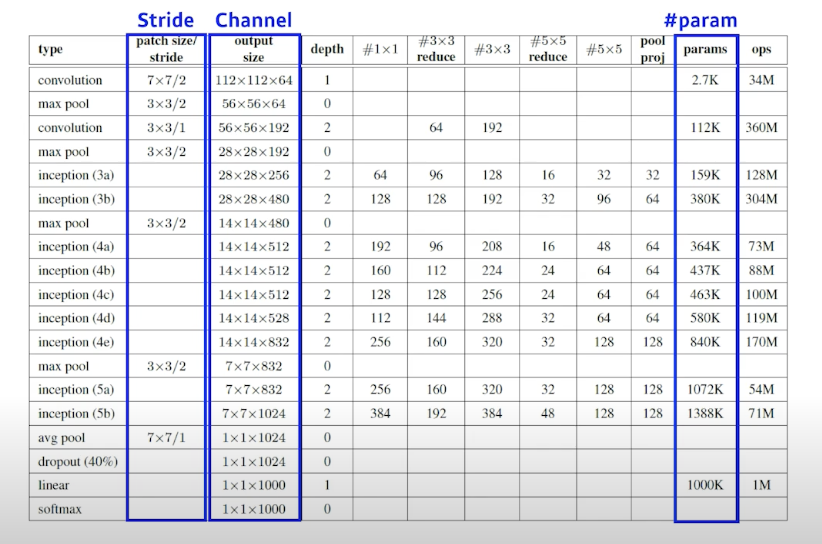 Stride Channel #param
type patch size/ stride output size depth #1×1 #3×3 reduce #3×3 #5×5 reduce #5×5 pool proj params ops
convolution 7×7/2 112×112×64 1 2.7K 34M
max pool 3×3/2 56×56×64 0
convolution 3×3/1 56×56×192 2 64 192 112K 360M
max pool 3×3/2 28×28×192 0
inception (3a) 28×28×256 2 64 96 128 16 32 32 159K 128M
inception (3b) 28×28×480 2 128 128 192 32 96 64 380K 304M
max pool 3×3/2 14×14×480 0
inception (4a) 14×14×512 2 192 96 208 16 48 64 364K 73M
inception (4b) 14×14×512 2 160 112 224 24 64 64 437K 88M
inception (4c) 14×14×512 2 128 128 256 24 64 64 463K 100M
inception (4d) 14×14×528 2 112 144 288 32 64 64 580K 119M
inception (4e) 14×14×832 2 256 160 320 32 128 128 840K 170M
max pool 3×3/2 7×7×832 0
inception (5a) 7×7×832 2 256 160 320 32 128 128 1072K 54M
inception (5b) 7×7×1024 2 384 192 384 48 128 128 1388K 71M
avg pool 7×7/1 1×1×1024 0
dropout (40%) 1×1×1024 0
linear 1×1×1000 1 1000K 1M
softmax 1×1×1000 0